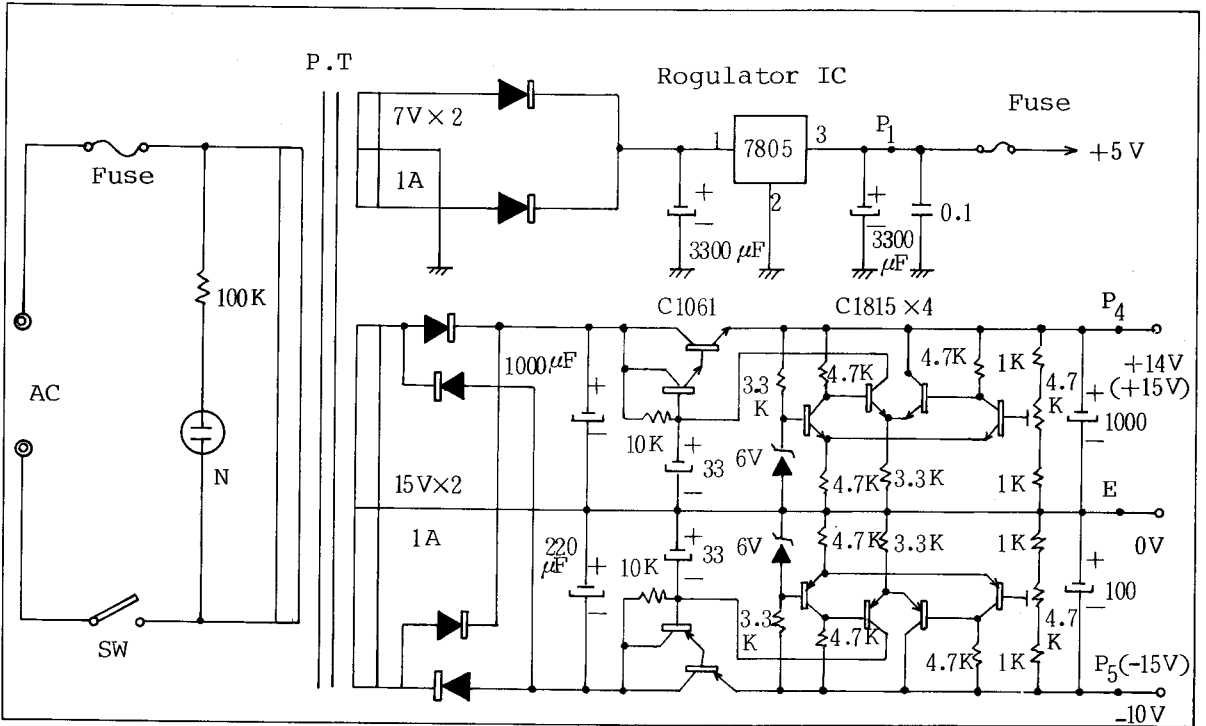 P.T
Rogulator IC
Fuse
7V×2
1A
1
7805
3
P1
+5V
2
+
−
3300 μF
+
−
3300
μF
0.1
Fuse
100K
N
AC
SW
C1061
C1815 ×4
P4
+14V
(+15V)
1000μF
+
−
10K
+
33
−
3.3
K
4.7K
4.7K
1K
4.7
K
+
1000
−
6V
4.7K
3.3K
1K
15V×2
1A
E
0V
220
μF
+
−
10K
+
33
−
6V
4.7K
3.3K
1K
+
100
−
3.3
K
4.7K
4.7K
4.7
K
1K
P5(-15V)
-10V